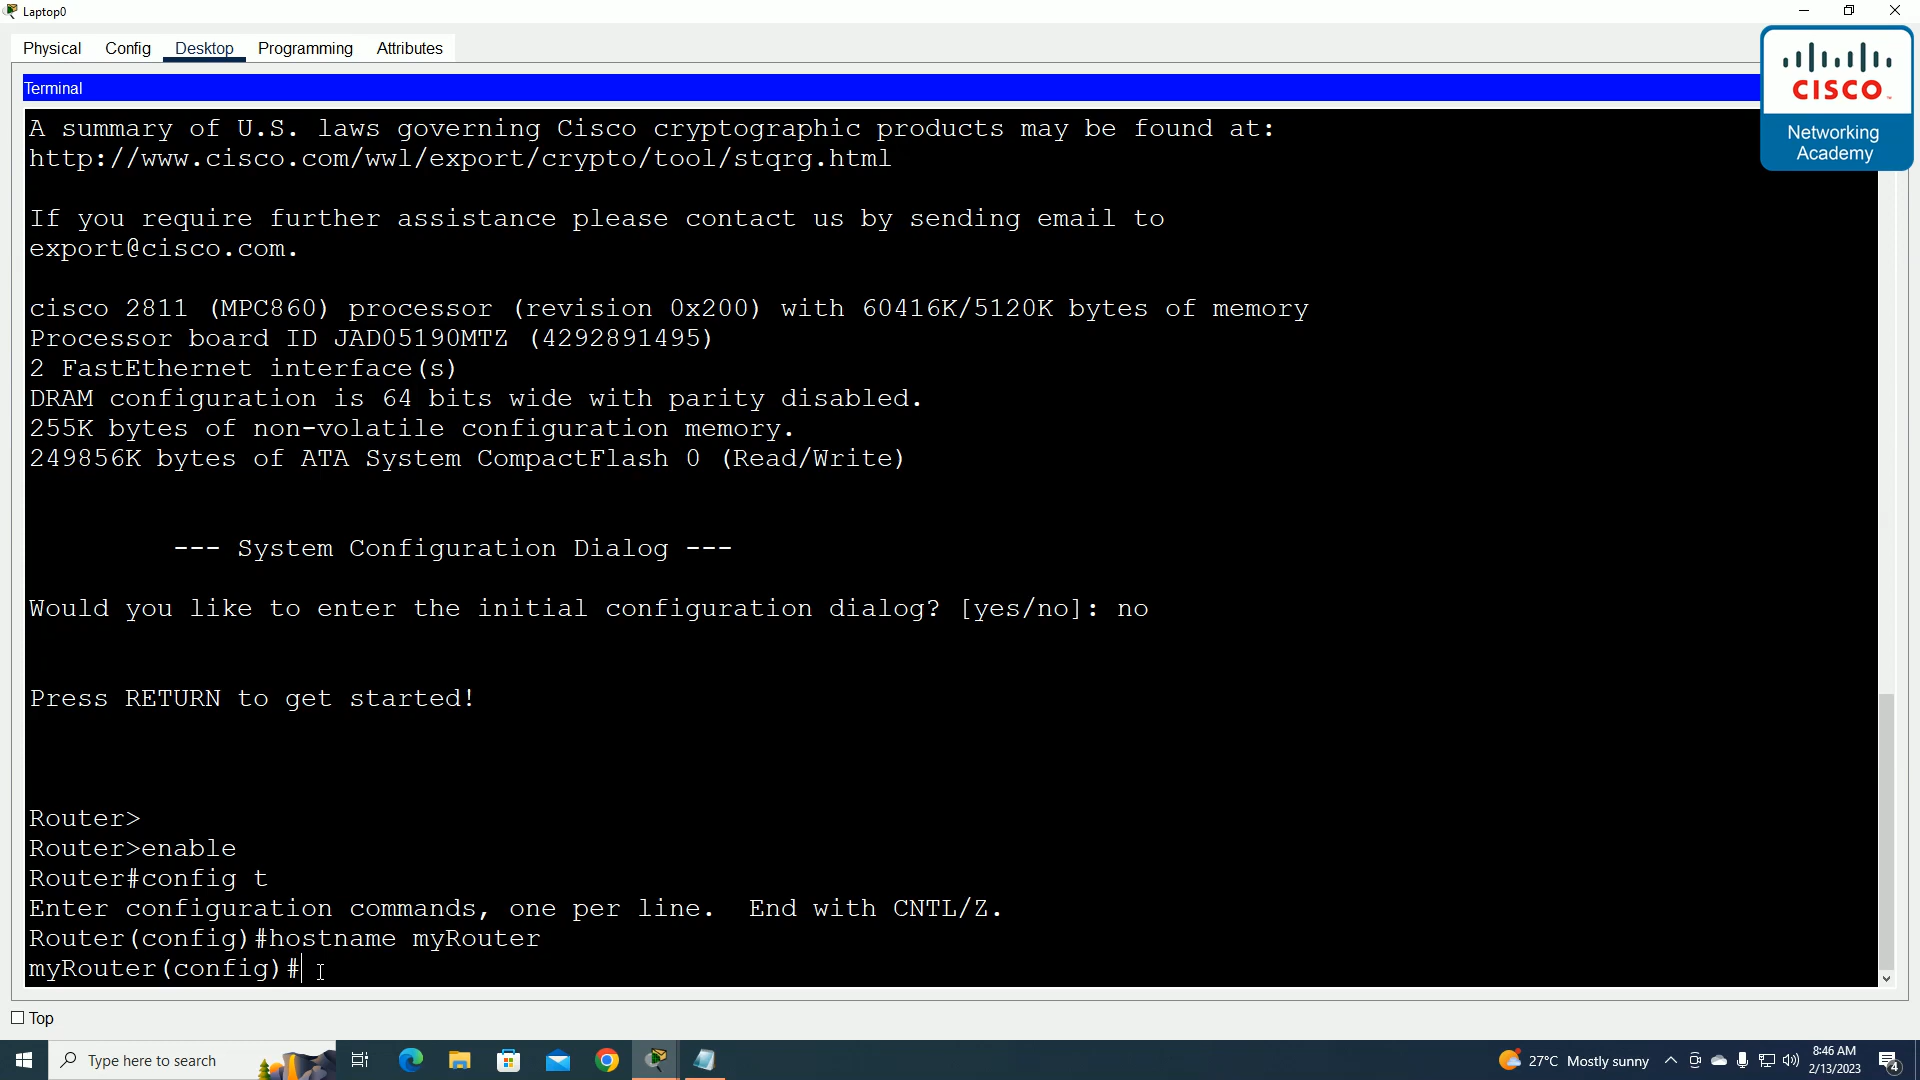 Laptop0
Physical Config Desktop Programming Attributes
CISCO
Networking
Academy
Terminal
A summary of U.S. laws governing Cisco cryptographic products may be found at:
http://www.cisco.com/wwl/export/crypto/tool/stqrg.html
If you require further assistance please contact us by sending email to
export@cisco.com.
cisco 2811 (MPC860) processor (revision 0x200) with 60416K/5120K bytes of memory
Processor board ID JAD05190MTZ (4292891495)
2 FastEthernet interface(s)
DRAM configuration is 64 bits wide with parity disabled.
255K bytes of non-volatile configuration memory.
249856K bytes of ATA System CompactFlash 0 (Read/Write)
--- System Configuration Dialog ---
Would you like to enter the initial configuration dialog? [yes/no]: no
Press RETURN to get started!
Router>
Router>enable
Router#config t
Enter configuration commands, one per line.  End with CNTL/Z.
Router(config)#hostname myRouter
myRouter(config)#
Top
Type here to search
27°C Mostly sunny
8:46 AM
2/13/2023
4